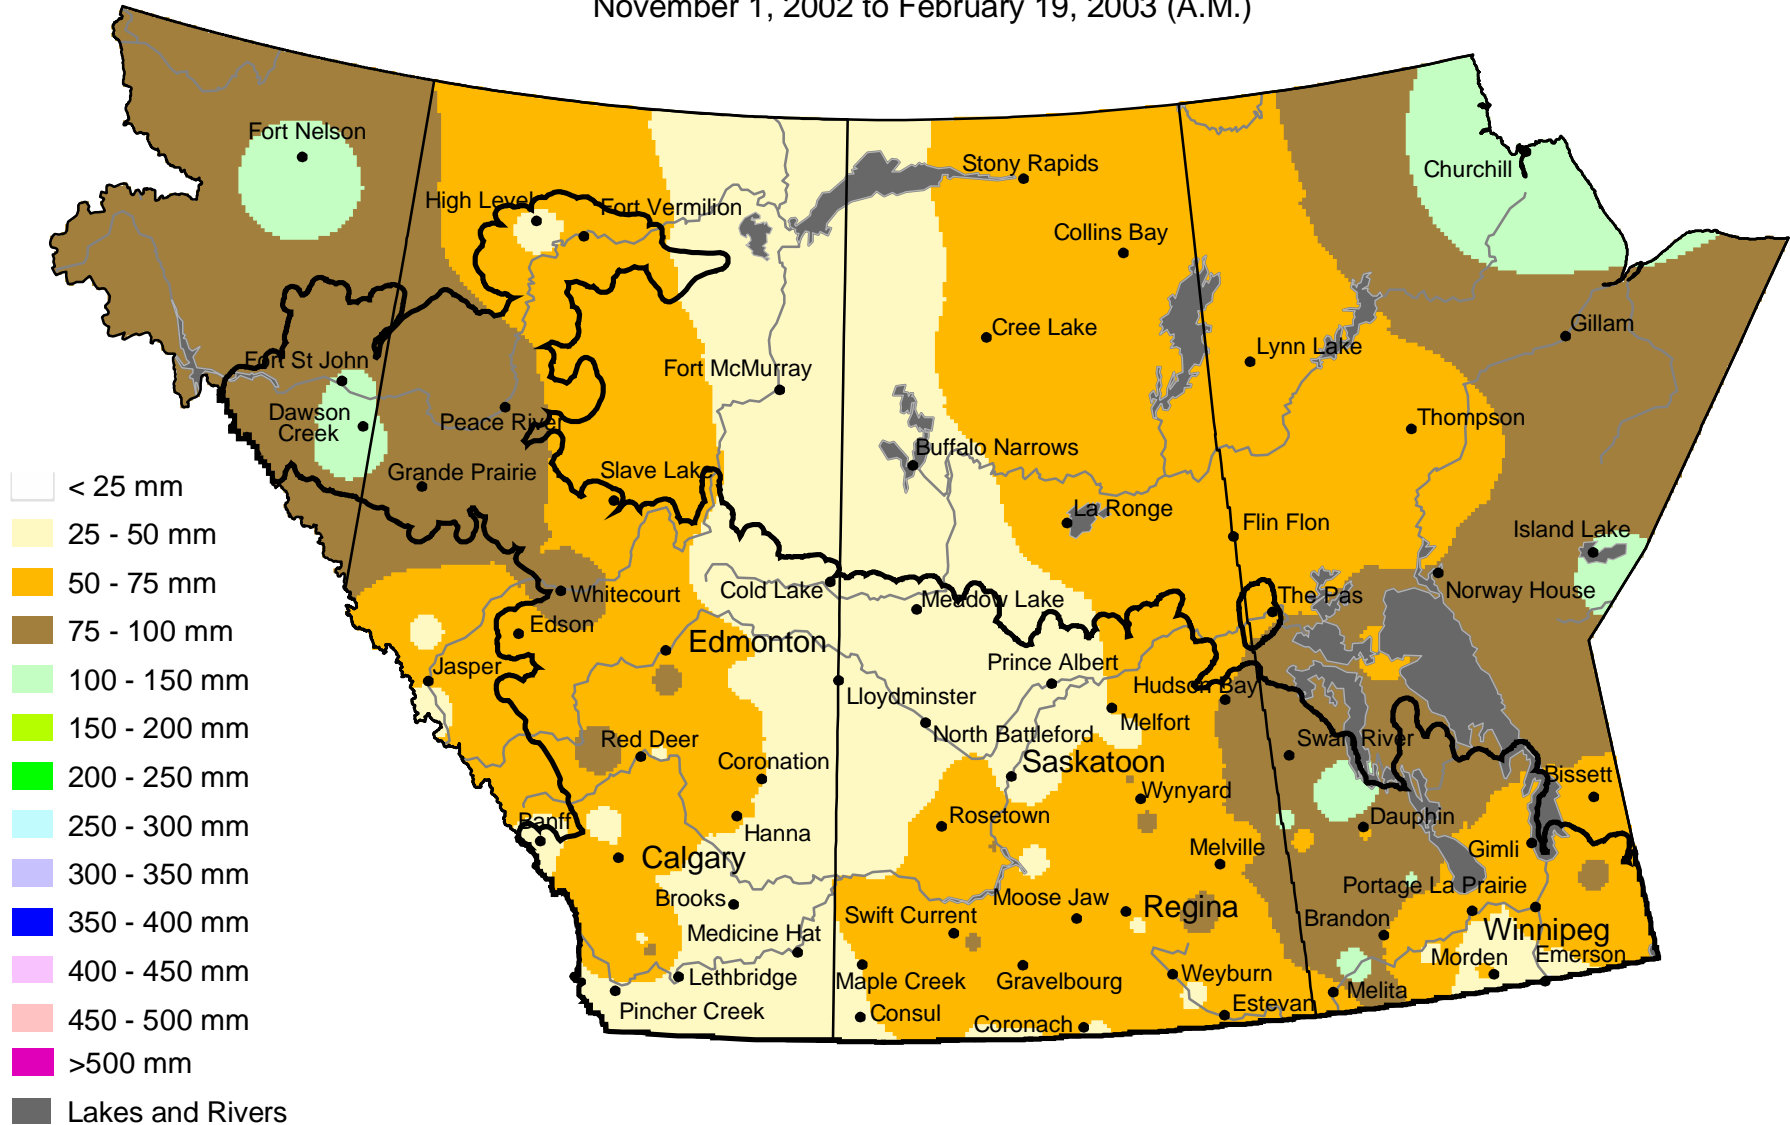 November 1, 2002 to February 19, 2003 (A.M.)
Fort Nelson
Churchill
Stony Rapids
High Level
Fort Vermilion
Collins Bay
Gillam
Cree Lake
Lynn Lake
Fort St John
Fort McMurray
Dawson
Creek
Peace River
Thompson
Buffalo Narrows
Grande Prairie
Slave Lake
La Ronge
Flin Flon
Island Lake
Whitecourt
Cold Lake
Meadow Lake
The Pas
Norway House
Edson
Edmonton
Jasper
Prince Albert
Lloydminster
Hudson Bay
Melfort
North Battleford
Red Deer
Swan River
Coronation
Saskatoon
Bissett
Wynyard
Banff
Hanna
Rosetown
Dauphin
Calgary
Melville
Gimli
Brooks
Moose Jaw
Regina
Portage La Prairie
Swift Current
Brandon
Winnipeg
Medicine Hat
Morden
Emerson
Lethbridge
Maple Creek
Gravelbourg
Weyburn
Melita
Pincher Creek
Consul
Coronach
Estevan
< 25 mm
25 - 50 mm
50 - 75 mm
75 - 100 mm
100 - 150 mm
150 - 200 mm
200 - 250 mm
250 - 300 mm
300 - 350 mm
350 - 400 mm
400 - 450 mm
450 - 500 mm
>500 mm
Lakes and Rivers